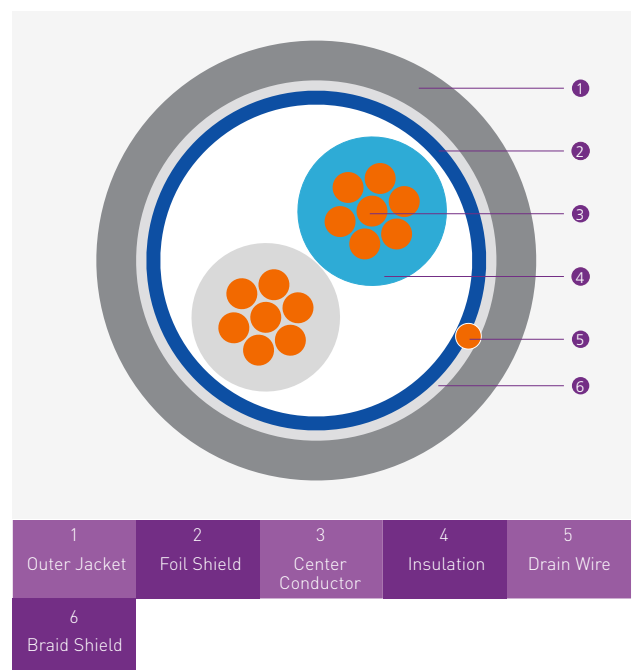 1
2
3
4
5
6
1
Outer Jacket
2
Foil Shield
3
Center
Conductor
4
Insulation
5
Drain Wire
6
Braid Shield